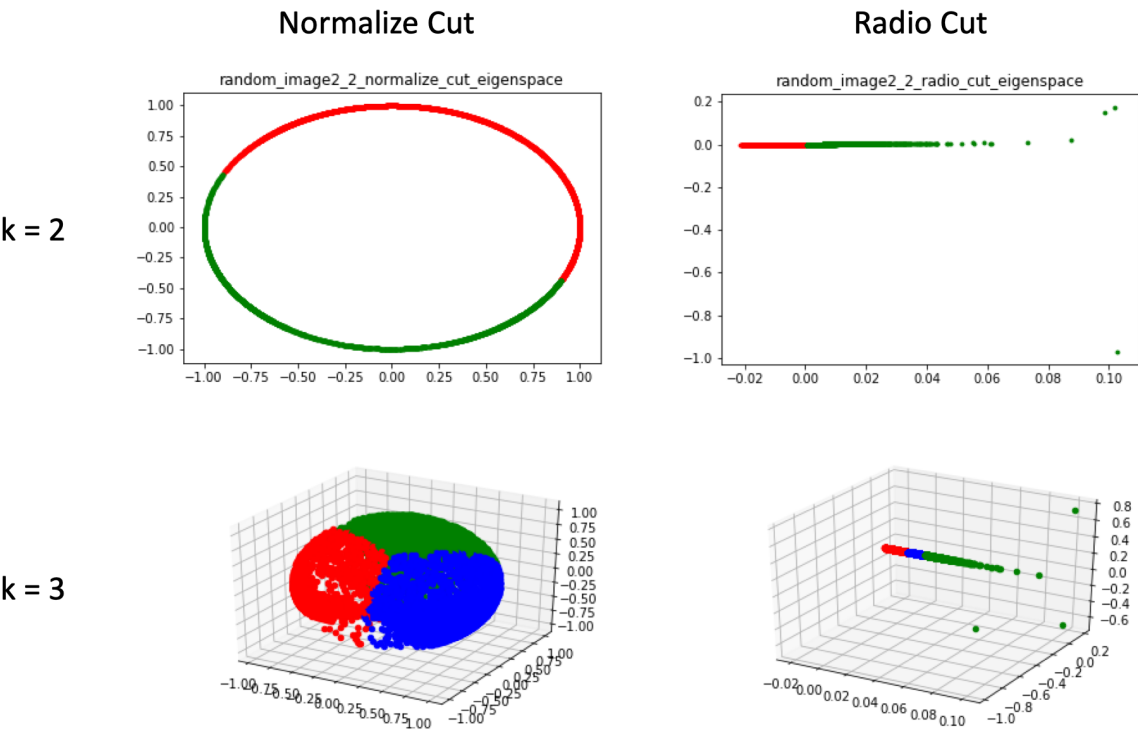 Normalize Cut
Radio Cut
random_image2_2_normalize_cut_eigenspace
1.00
0.75
0.50
0.25
0.00
−0.25
−0.50
−0.75
−1.00
−1.00 −0.75 −0.50 −0.25 0.00 0.25 0.50 0.75 1.00
random_image2_2_radio_cut_eigenspace
0.2
0.0
−0.2
−0.4
−0.6
−0.8
−1.0
−0.02 0.00 0.02 0.04 0.06 0.08 0.10
k = 2
k = 3
1.00
0.75
0.50
0.25
0.00
−0.25
−0.50
−0.75
−1.00
−1.00 −0.75 −0.50 −0.25 0.00 0.25 0.50 0.75 1.00
−1.00 −0.75 −0.50 −0.25 0.00 0.25 0.50 0.75 1.00
0.8
0.6
0.4
0.2
0.0
−0.2
−0.4
−0.6
−0.02 0.00 0.02 0.04 0.06 0.08 0.10
−1.0 −0.8 −0.6 −0.4 −0.2 0.0 0.2